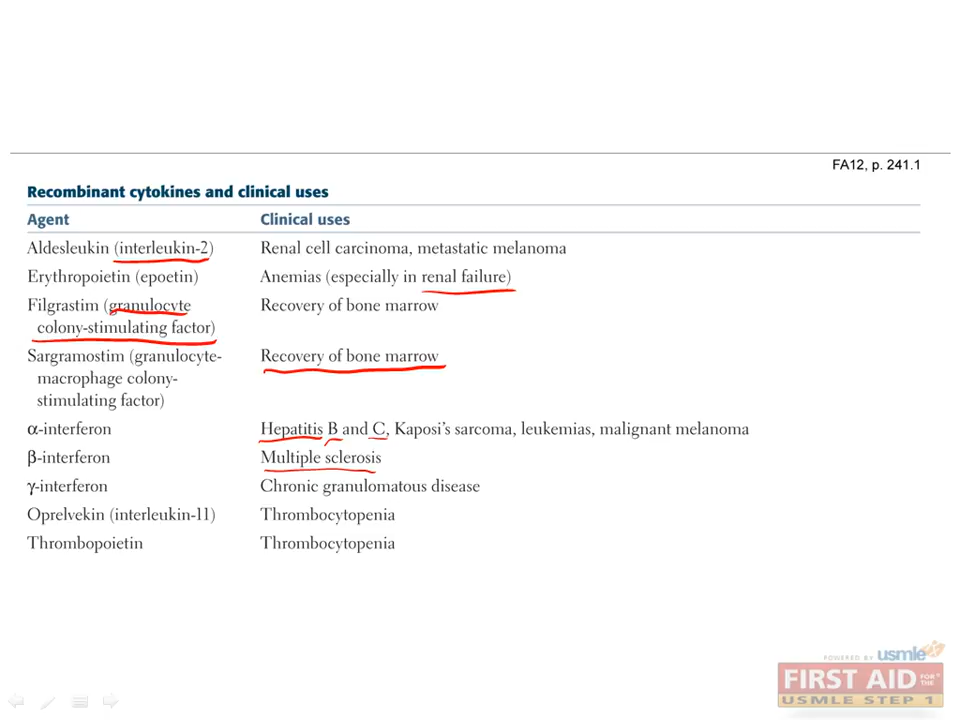 FA12, p. 241.1
Recombinant cytokines and clinical uses
Agent Clinical uses
Aldesleukin (interleukin-2) Renal cell carcinoma, metastatic melanoma
Erythropoietin (epoetin) Anemias (especially in renal failure)
Filgrastim (granulocyte Recovery of bone marrow
colony-stimulating factor)
Sargramostim (granulocyte- Recovery of bone marrow
macrophage colony-
stimulating factor)
α-interferon Hepatitis B and C, Kaposi's sarcoma, leukemias, malignant melanoma
β-interferon Multiple sclerosis
γ-interferon Chronic granulomatous disease
Oprelvekin (interleukin-11) Thrombocytopenia
Thrombopoietin Thrombocytopenia
POWERED BY usmle
FIRST AID FOR THE
USMLE STEP 1